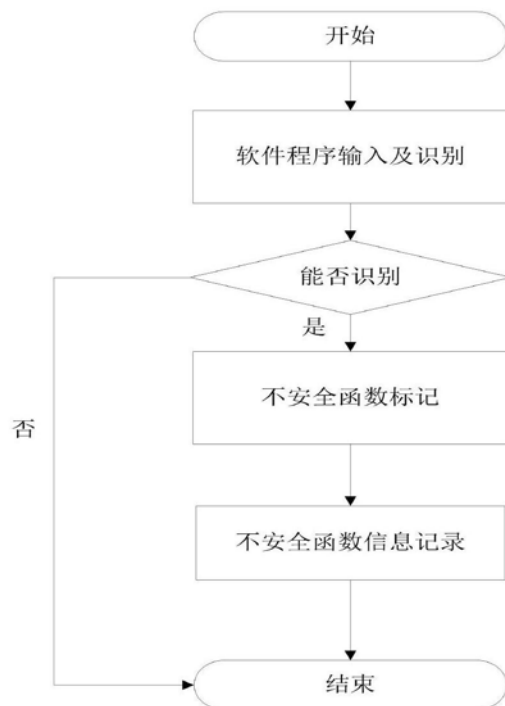 开始
软件程序输入及识别
能否识别
是
不安全函数标记
否
不安全函数信息记录
结束